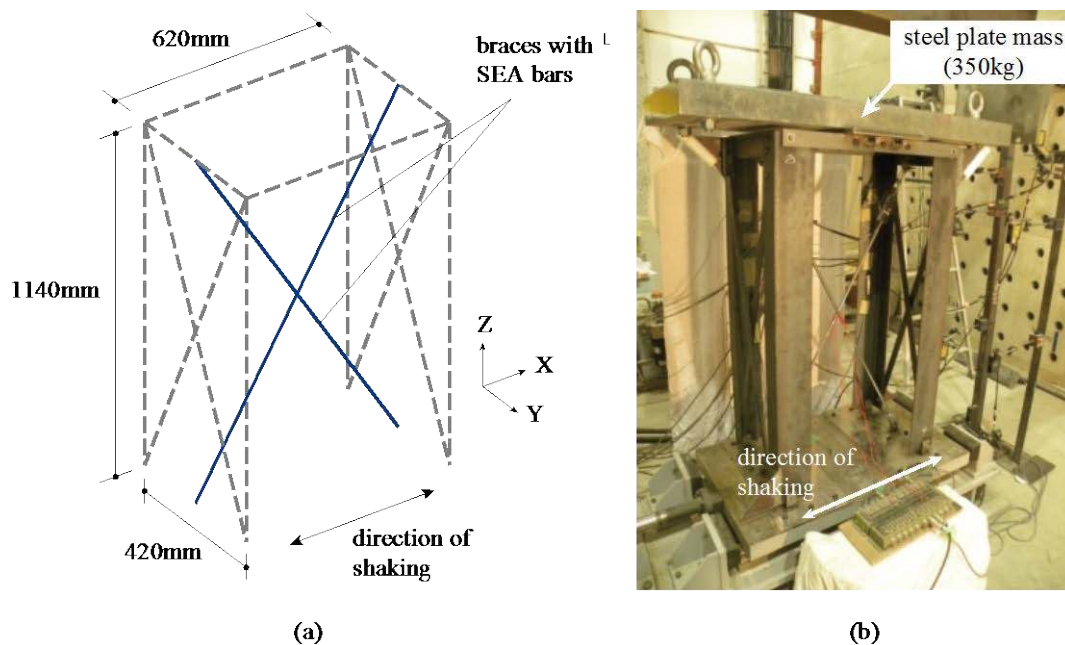 620mm
braces with L
SEA bars
1140mm
Z
X
Y
420mm
direction of
shaking
(a)
steel plate mass
(350kg)
direction of
shaking
(b)